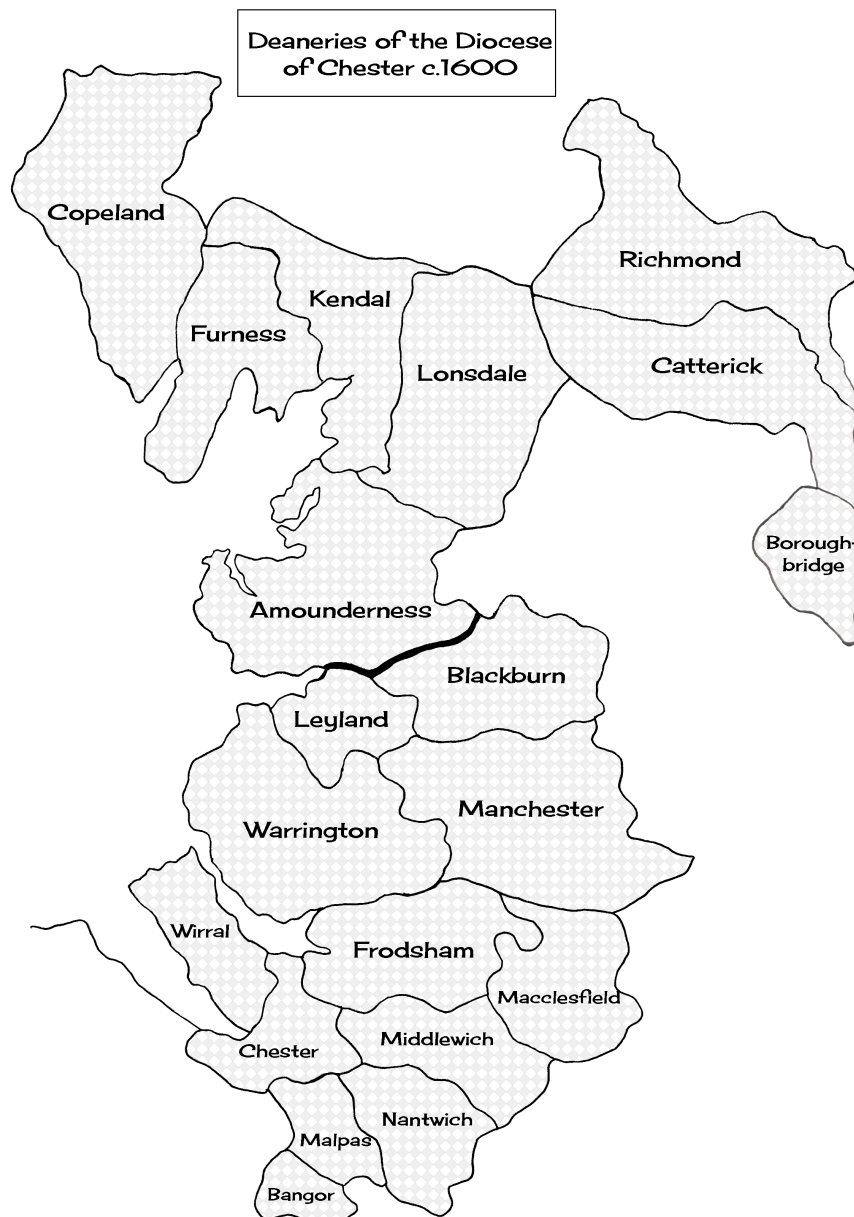 Deaneries of the Diocese
of Chester c.1600
Copeland
Richmond
Kendal
Furness
Catterick
Lonsdale
Borough-
bridge
Amounderness
Blackburn
Leyland
Manchester
Warrington
Wirral
Frodsham
Macclesfield
Middlewich
Chester
Nantwich
Malpas
Bangor